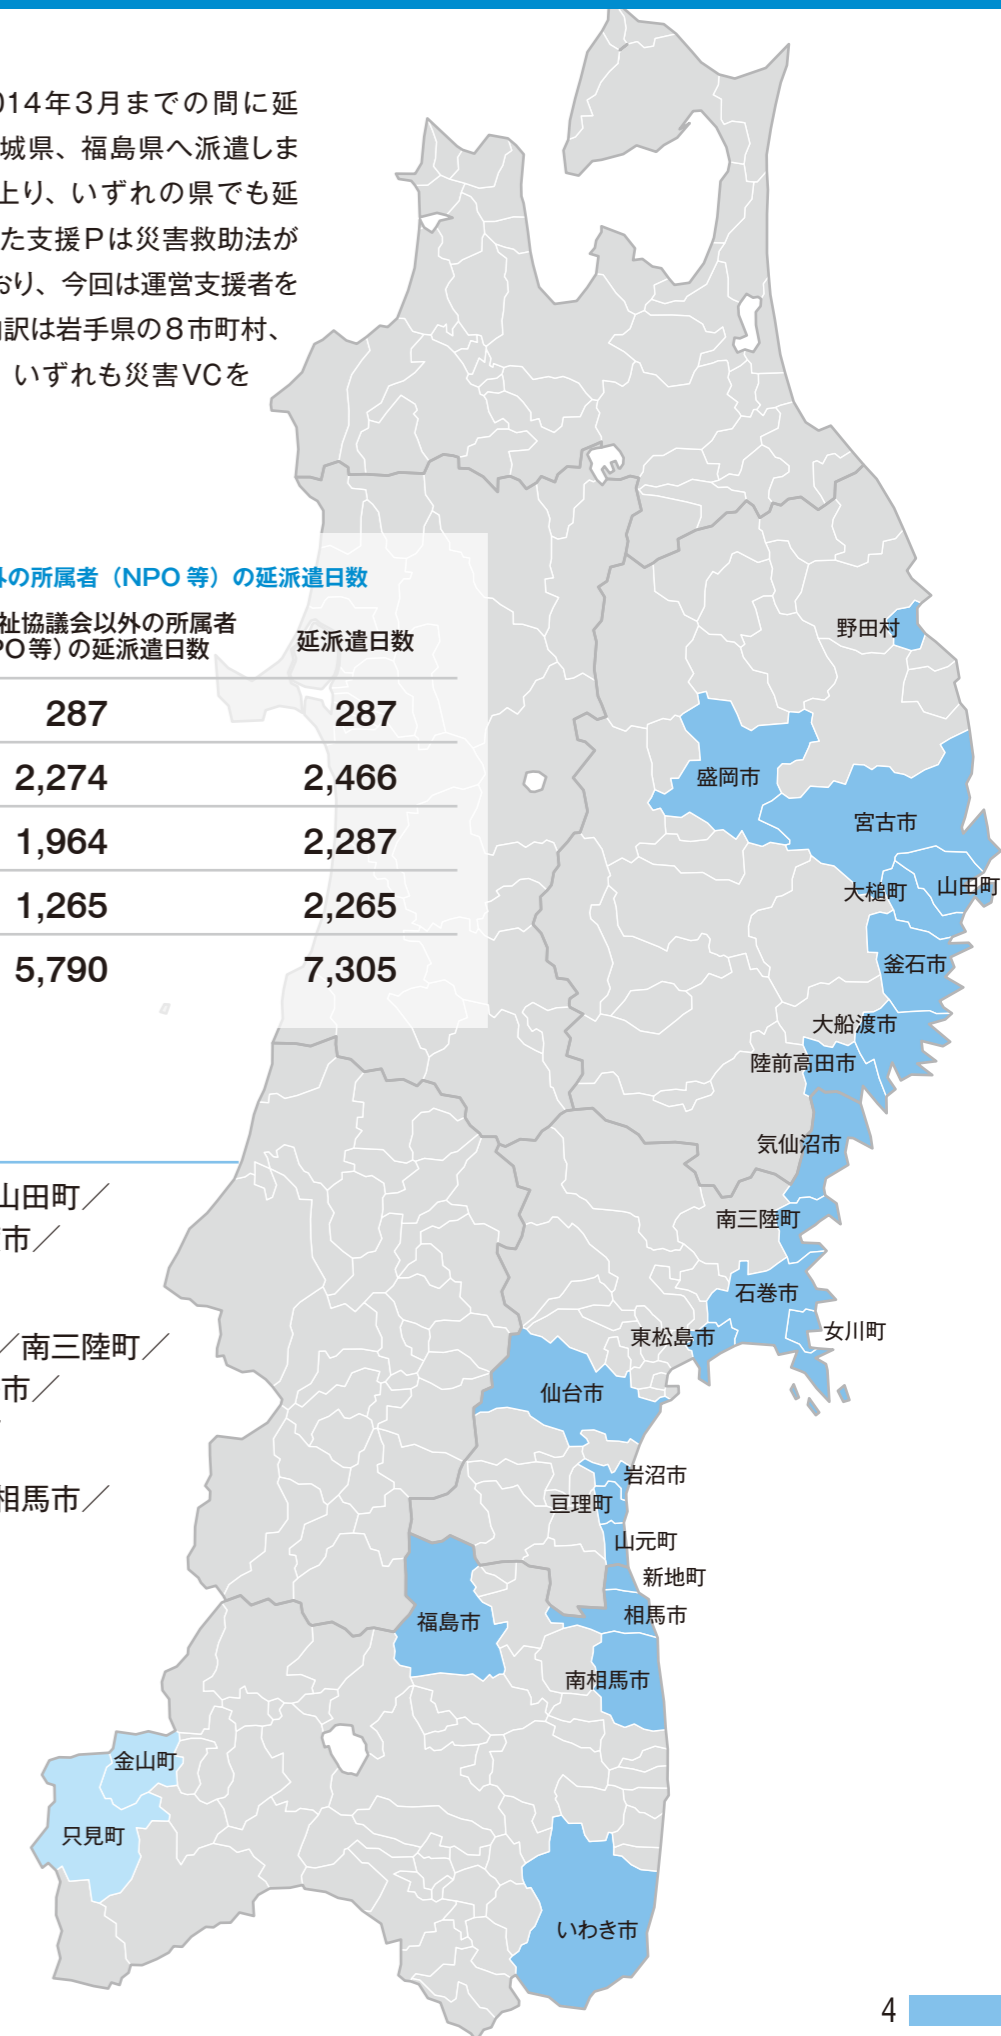 014年3月までの間に延
城県、福島県へ派遣しま
上り、いずれの県でも延
た支援Pは災害救助法が
おり、今回は運営支援者を
訳は岩手県の8市町村、
いずれも災害VCを
外の所属者（NPO 等）の延派遣日数
祉協議会以外の所属者
PO等）の延派遣日数
延派遣日数
287 287
2,274 2,466
1,964 2,287
1,265 2,265
5,790 7,305
山田町／
市／
／南三陸町／
市／
相馬市／
野田村
盛岡市
宮古市
大槌町
山田町
釜石市
大船渡市
陸前高田市
気仙沼市
南三陸町
石巻市
女川町
東松島市
仙台市
岩沼市
亘理町
山元町
新地町
相馬市
福島市
南相馬市
金山町
只見町
いわき市
4